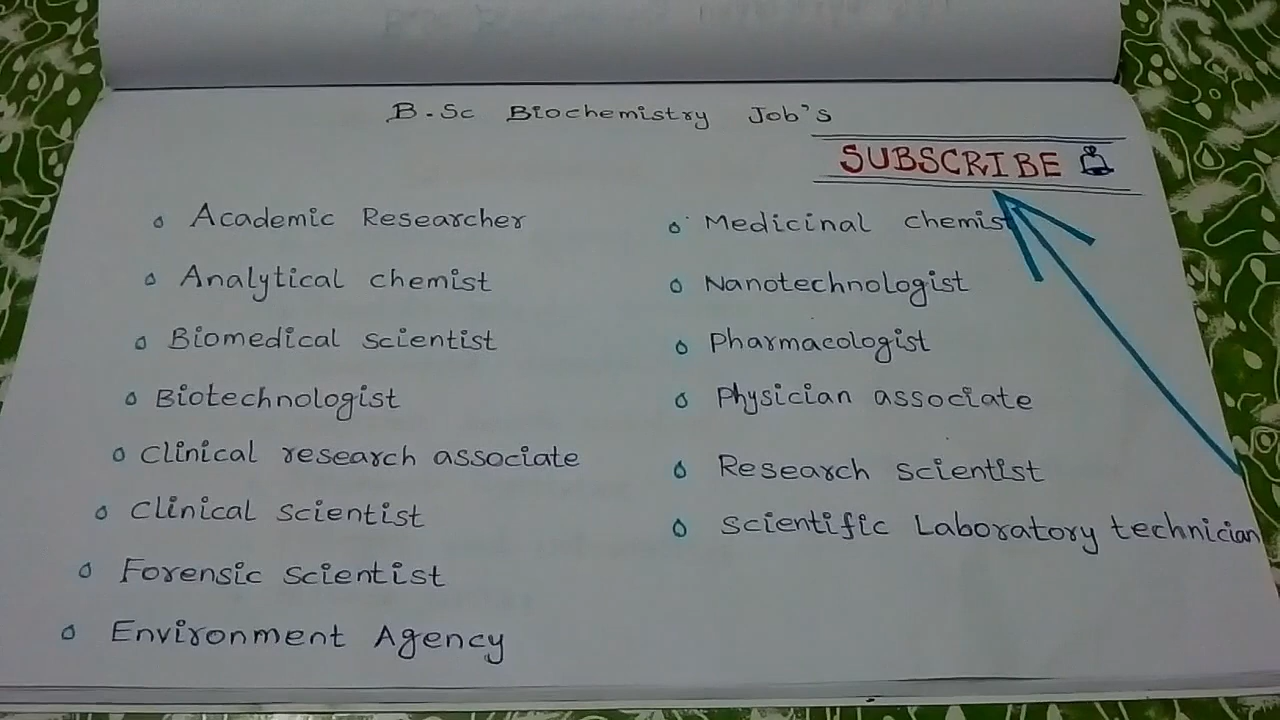 B.Sc Biochemistry Job's
SUBSCRIBE
Academic Researcher
Analytical chemist
Biomedical scientist
Biotechnologist
Clinical research associate
Clinical scientist
Forensic scientist
Environment Agency
Medicinal chemist
Nanotechnologist
Pharmacologist
Physician associate
Research scientist
Scientific Laboratory technician